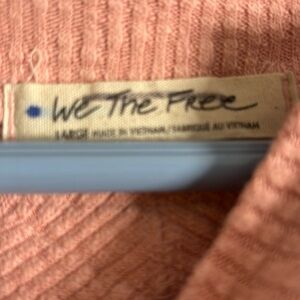 We The Free
LARGE MADE IN VIETNAM/FABRIQUÉ AU VIETNAM